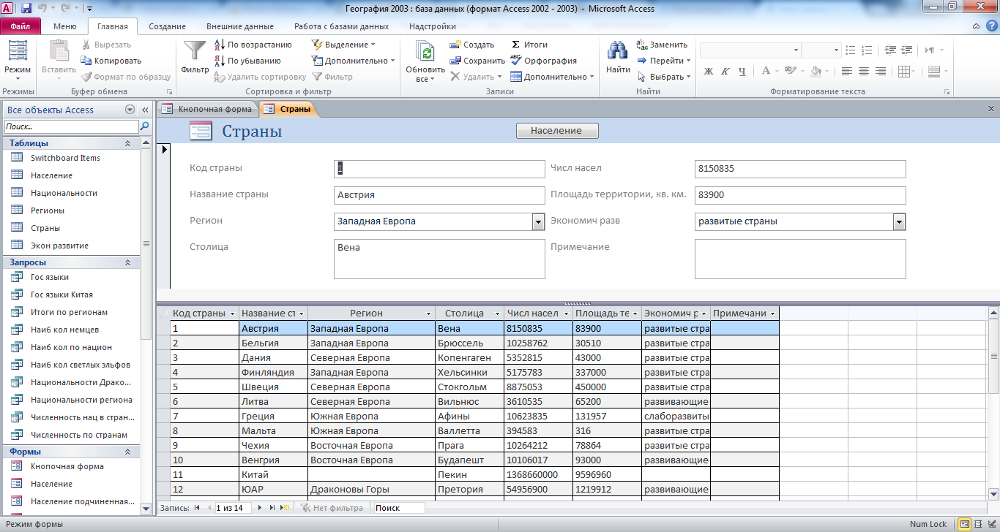 География 2003 : база данных (формат Access 2002 - 2003) - Microsoft Access
Файл Меню Главная Создание Внешние данные Работа с базами данных Надстройки
Вырезать По возрастанию Выделение Создать Σ Итоги Заменить
Режим Вставить Копировать Фильтр По убыванию Дополнительно Обновить все Сохранить Орфография Найти Перейти
Формат по образцу Удалить сортировку Фильтр Удалить Дополнительно Выбрать Ж К Ч А
Режимы Буфер обмена Сортировка и фильтр Записи Найти Форматирование текста
Все объекты Access
Поиск...
Таблицы
Switchboard Items
Население
Национальности
Регионы
Страны
Экон развитие
Запросы
Гос языки
Гос языки Китая
Итоги по регионам
Наиб кол немцев
Наиб кол по национ
Наиб кол светлых эльфов
Национальности Драко...
Национальности региона
Численность нац в стран...
Численность по странам
Формы
Кнопочная форма
Население
Население подчиненная...
Кнопочная форма Страны
Страны Население
Код страны 1 Числ насел 8150835
Название страны Австрия Площадь территории, кв. км. 83900
Регион Западная Европа Экономич разв развитые страны
Столица Вена Примечание
Код страны Название ст Регион Столица Числ насел Площадь те Экономич р Примечани
1 Австрия Западная Европа Вена 8150835 83900 развитые стра
2 Бельгия Западная Европа Брюссель 10258762 30510 развитые стра
3 Дания Северная Европа Копенгаген 5352815 43000 развитые стра
4 Финляндия Западная Европа Хельсинки 5175783 337000 развитые стра
5 Швеция Северная Европа Стокгольм 8875053 450000 развитые стра
6 Литва Северная Европа Вильнюс 3610535 65200 развивающие
7 Греция Южная Европа Афины 10623835 131957 слаборазвиты
8 Мальта Южная Европа Валлетта 394583 316 развитые стра
9 Чехия Восточная Европа Прага 10264212 78864 развитые стра
10 Венгрия Восточная Европа Будапешт 10106017 93000 развивающие
11 Китай Пекин 1368660000 9596960
12 ЮАР Драконовы Горы Претория 54956900 1219912 развивающие
Запись: 1 из 14 Нет фильтра Поиск
Режим формы Num Lock